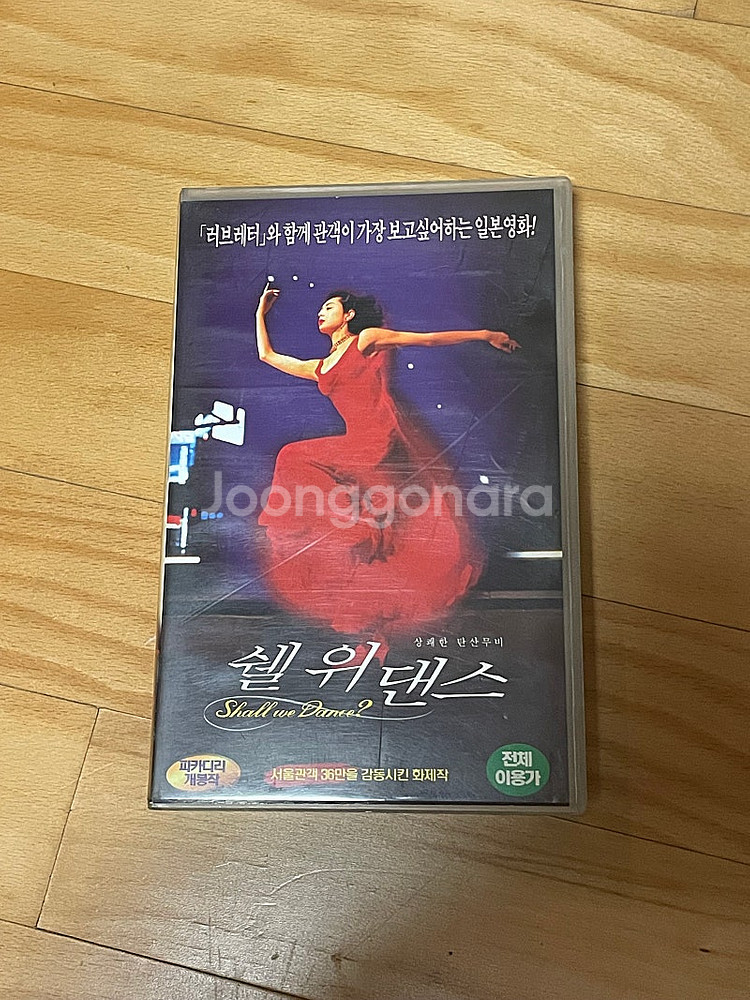 「러브레터」와 함께 관객이 가장 보고싶어하는 일본영화!
Joonggonara
상쾌한 탄산무비
쉘 위 댄스
Shall we Dance?
피카디리
개봉작
서울관객 36만을 감동시킨 화제작
전체
이용가